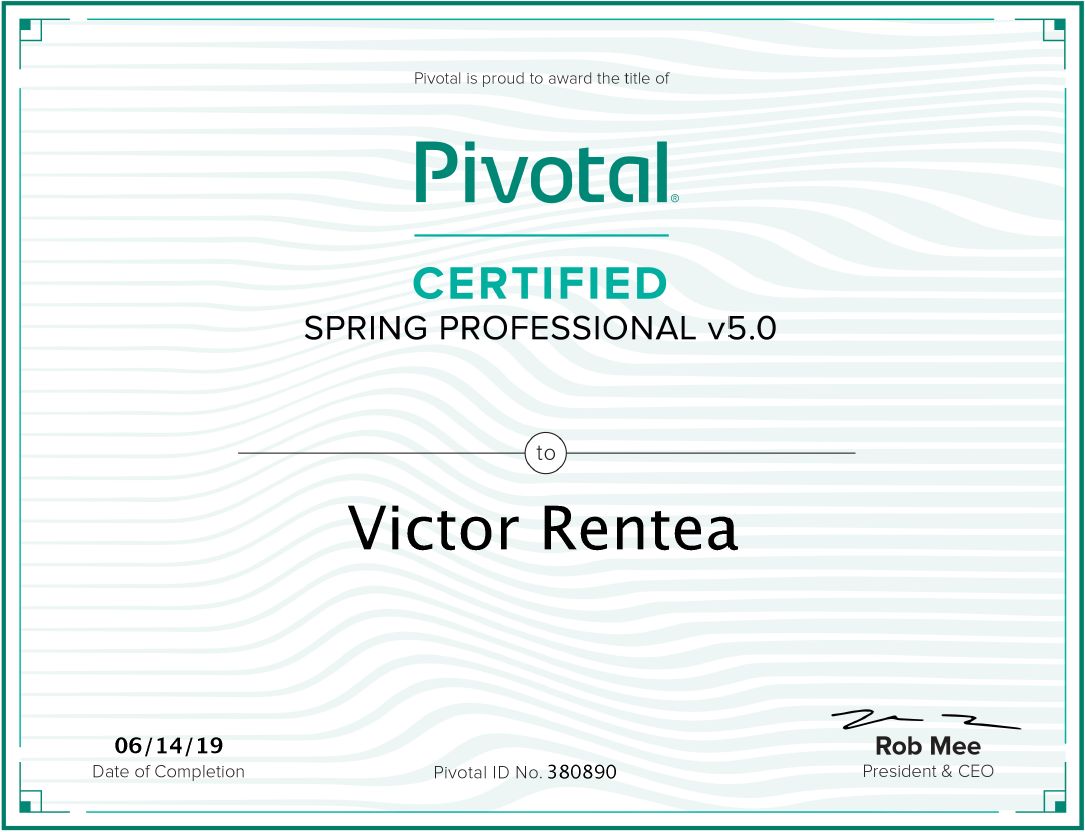 Pivotal is proud to award the title of
Pivotal®
CERTIFIED
SPRING PROFESSIONAL v5.0
to
Victor Rentea
06/14/19
Date of Completion
Pivotal ID No. 380890
Rob Mee
President & CEO